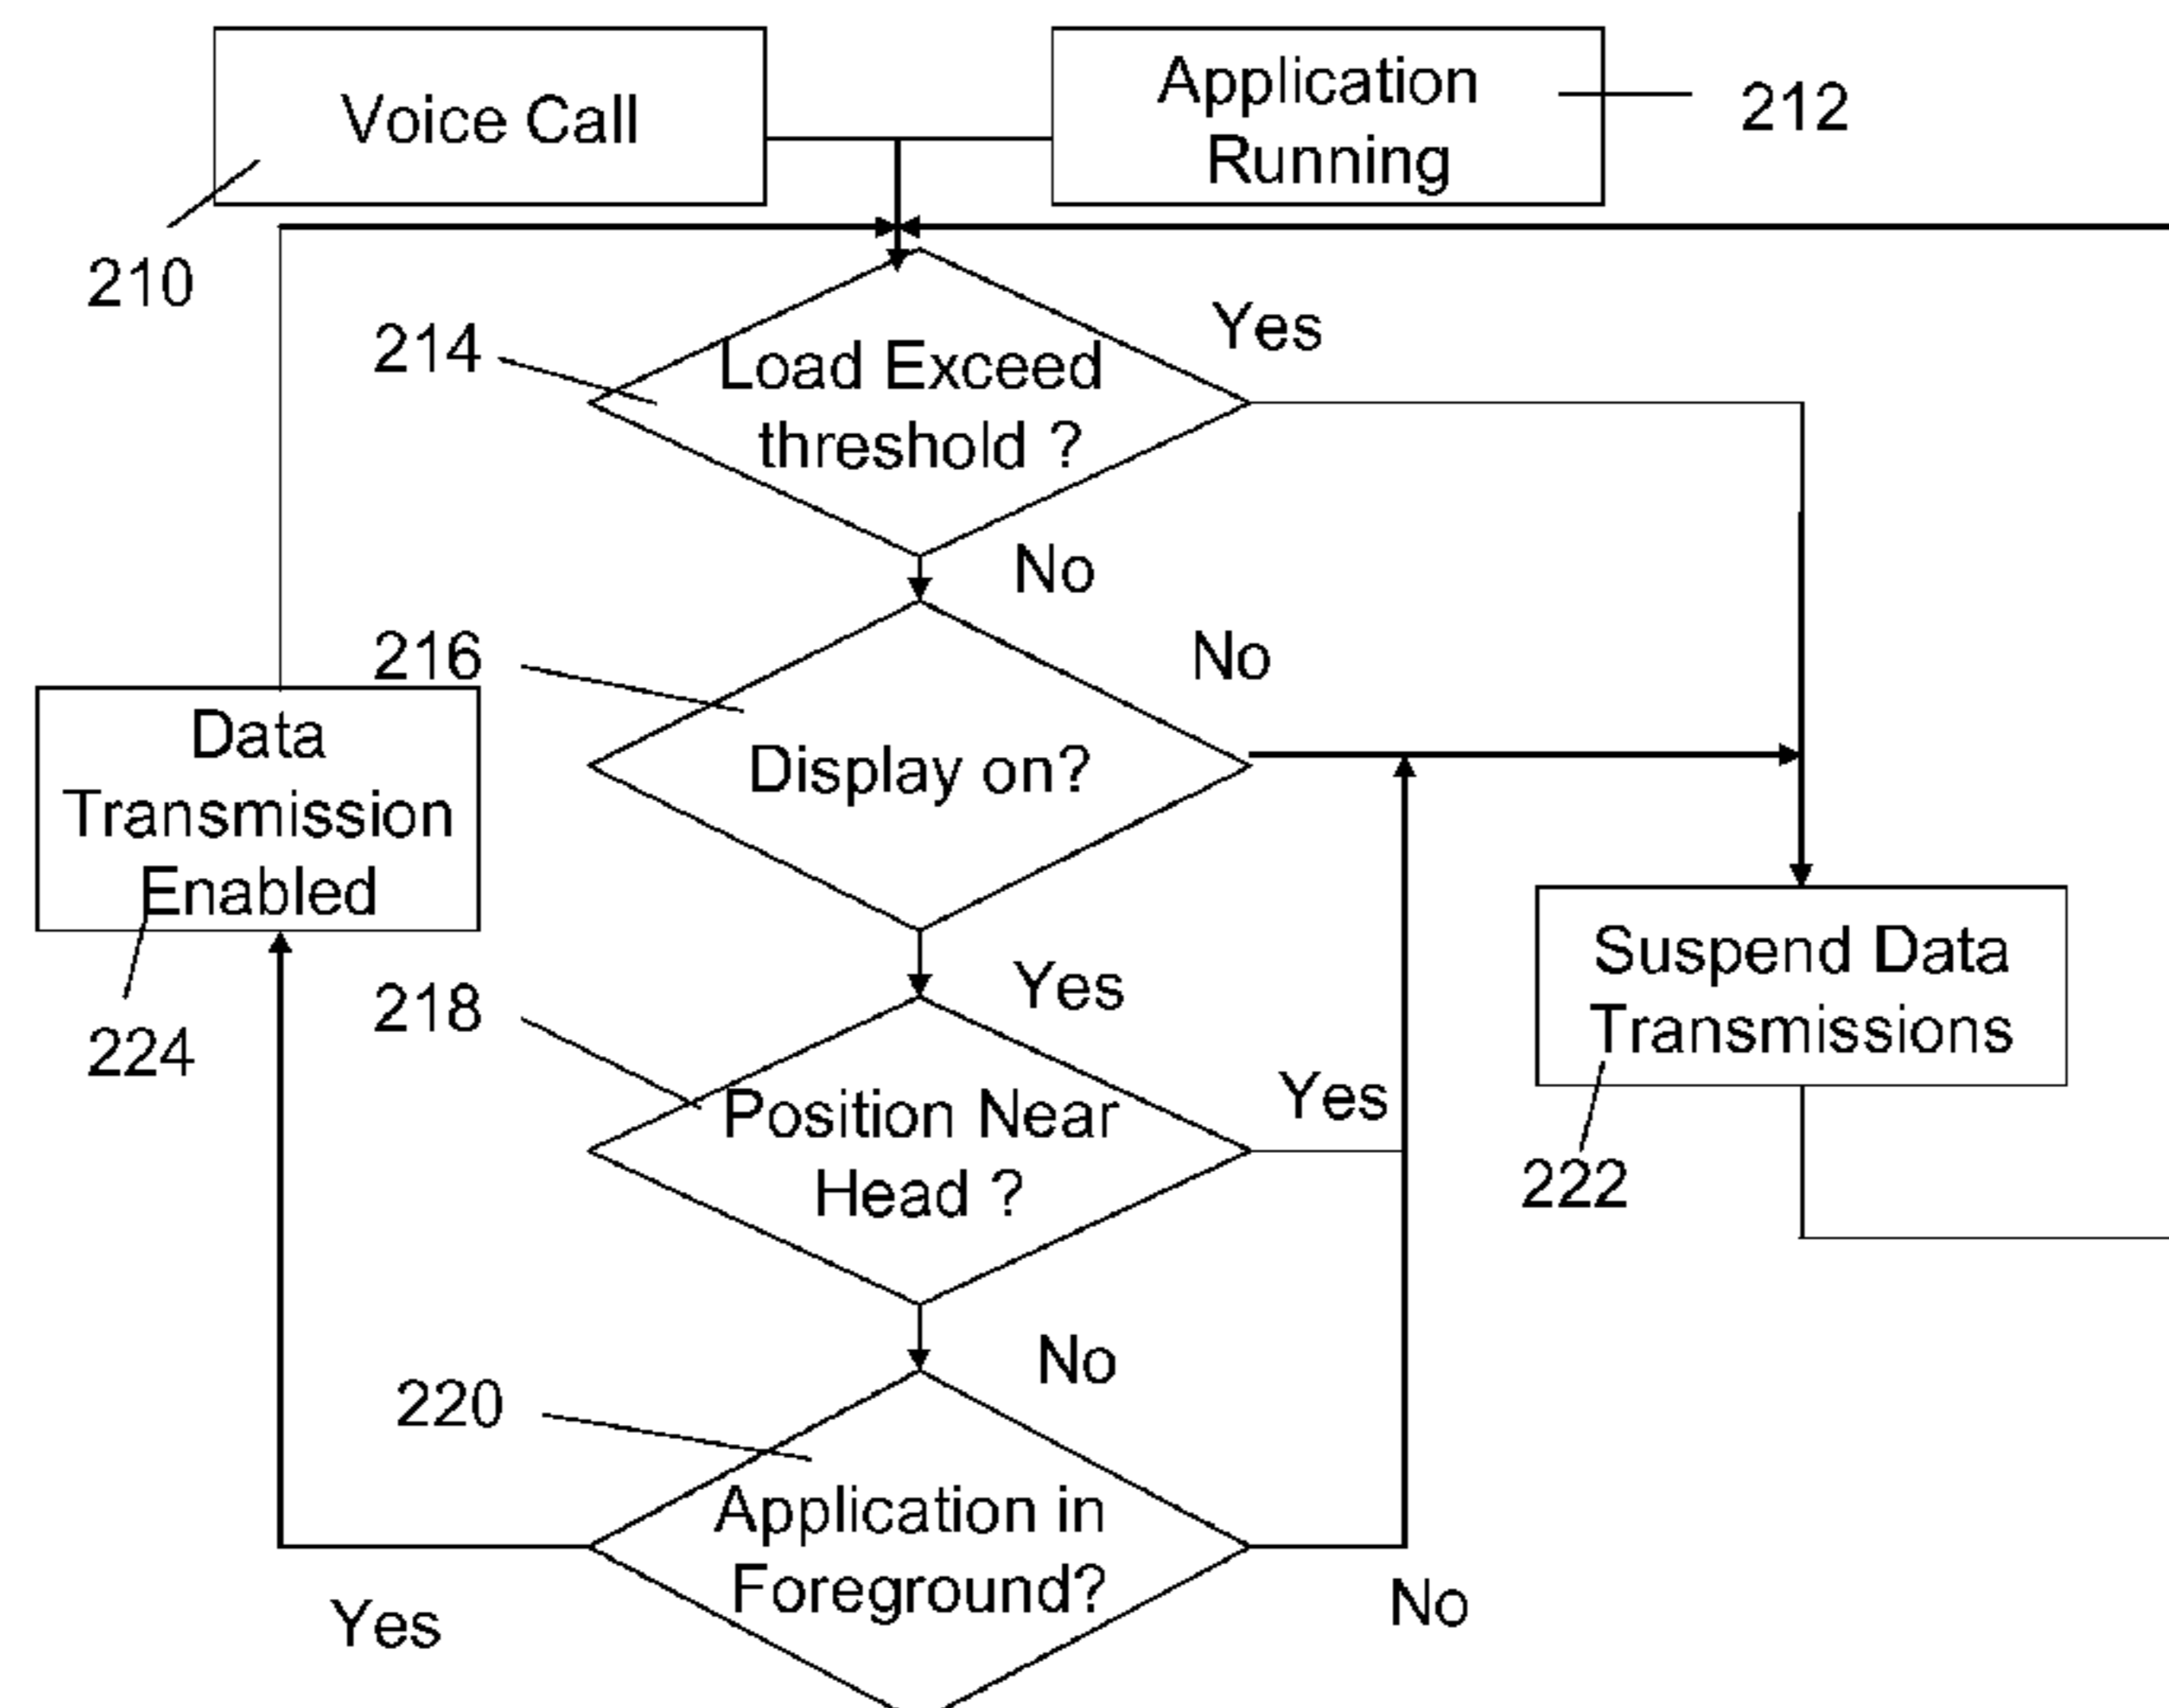 Voice Call
Application
Running
212
210
214
Load Exceed
threshold ?
Yes
No
216
Display on?
No
Data
Transmission
Enabled
224
Yes
Suspend Data
Transmissions
222
218
Position Near
Head ?
Yes
No
220
Application in
Foreground?
Yes
No